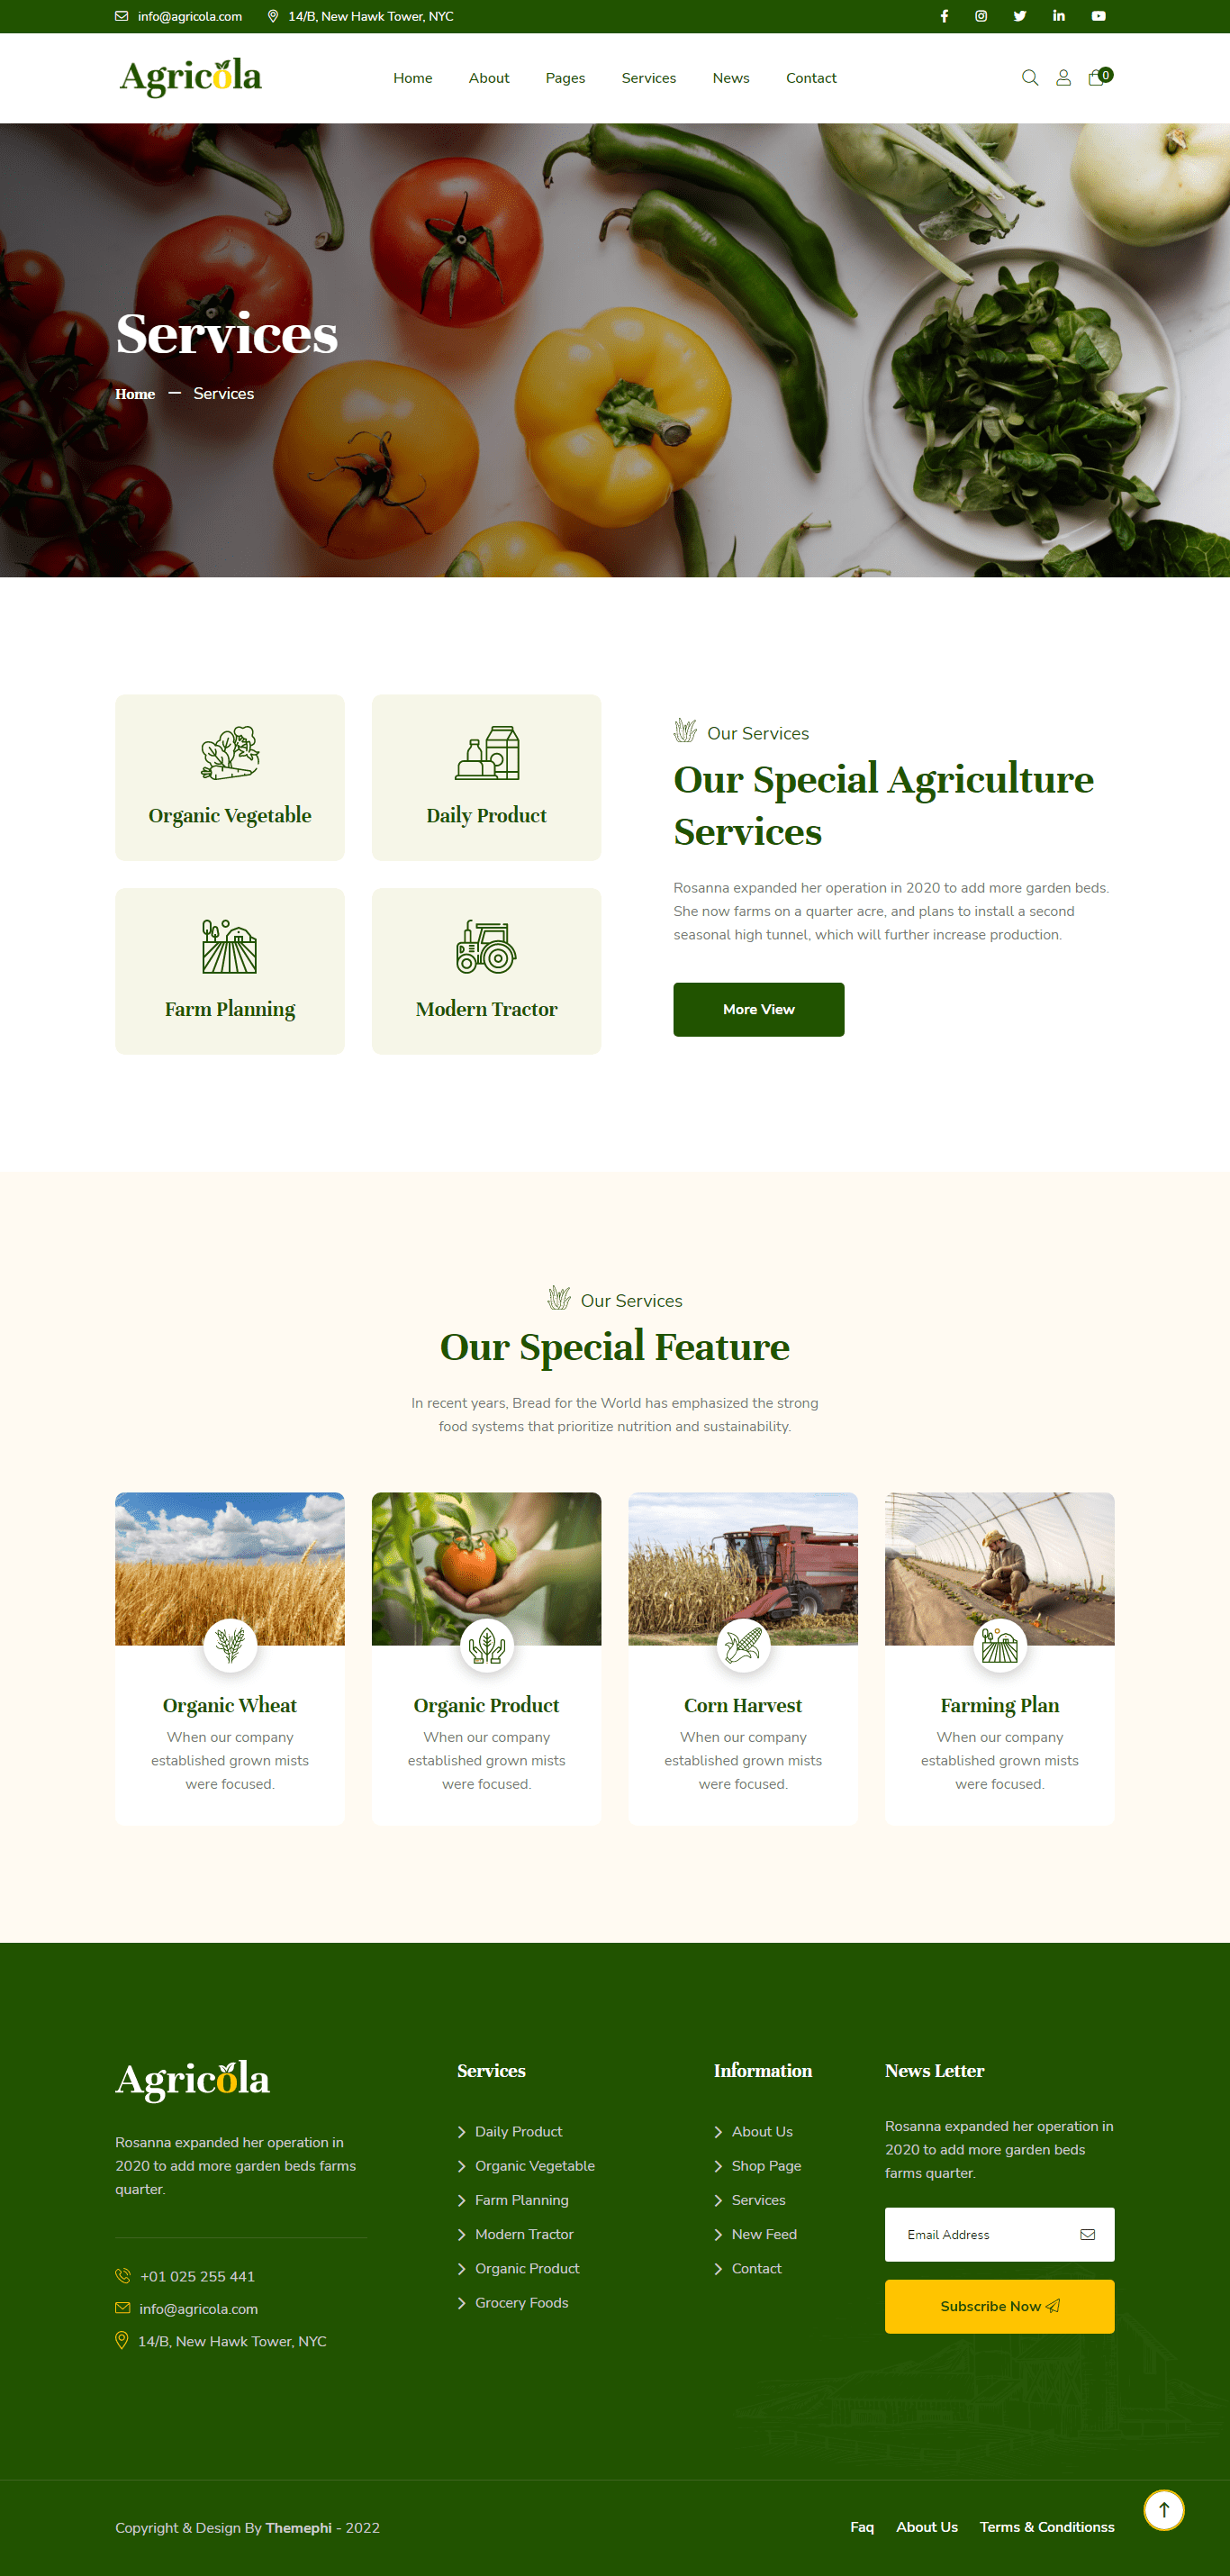 info@agricola.com 14/B, New Hawk Tower, NYC
Agricola
Home About Pages Services News Contact
0
Services
Home — Services
Organic Vegetable
Daily Product
Farm Planning
Modern Tractor
Our Services
Our Special Agriculture
Services
Rosanna expanded her operation in 2020 to add more garden beds.
She now farms on a quarter acre, and plans to install a second
seasonal high tunnel, which will further increase production.
More View
Our Services
Our Special Feature
In recent years, Bread for the World has emphasized the strong
food systems that prioritize nutrition and sustainability.
Organic Wheat
When our company
established grown mists
were focused.
Organic Product
When our company
established grown mists
were focused.
Corn Harvest
When our company
established grown mists
were focused.
Farming Plan
When our company
established grown mists
were focused.
Agricola
Rosanna expanded her operation in
2020 to add more garden beds farms
quarter.
+01 025 255 441
info@agricola.com
14/B, New Hawk Tower, NYC
Services
Daily Product
Organic Vegetable
Farm Planning
Modern Tractor
Organic Product
Grocery Foods
Information
About Us
Shop Page
Services
New Feed
Contact
News Letter
Rosanna expanded her operation in
2020 to add more garden beds
farms quarter.
Email Address
Subscribe Now
Copyright & Design By Themephi - 2022
Faq About Us Terms & Conditionss